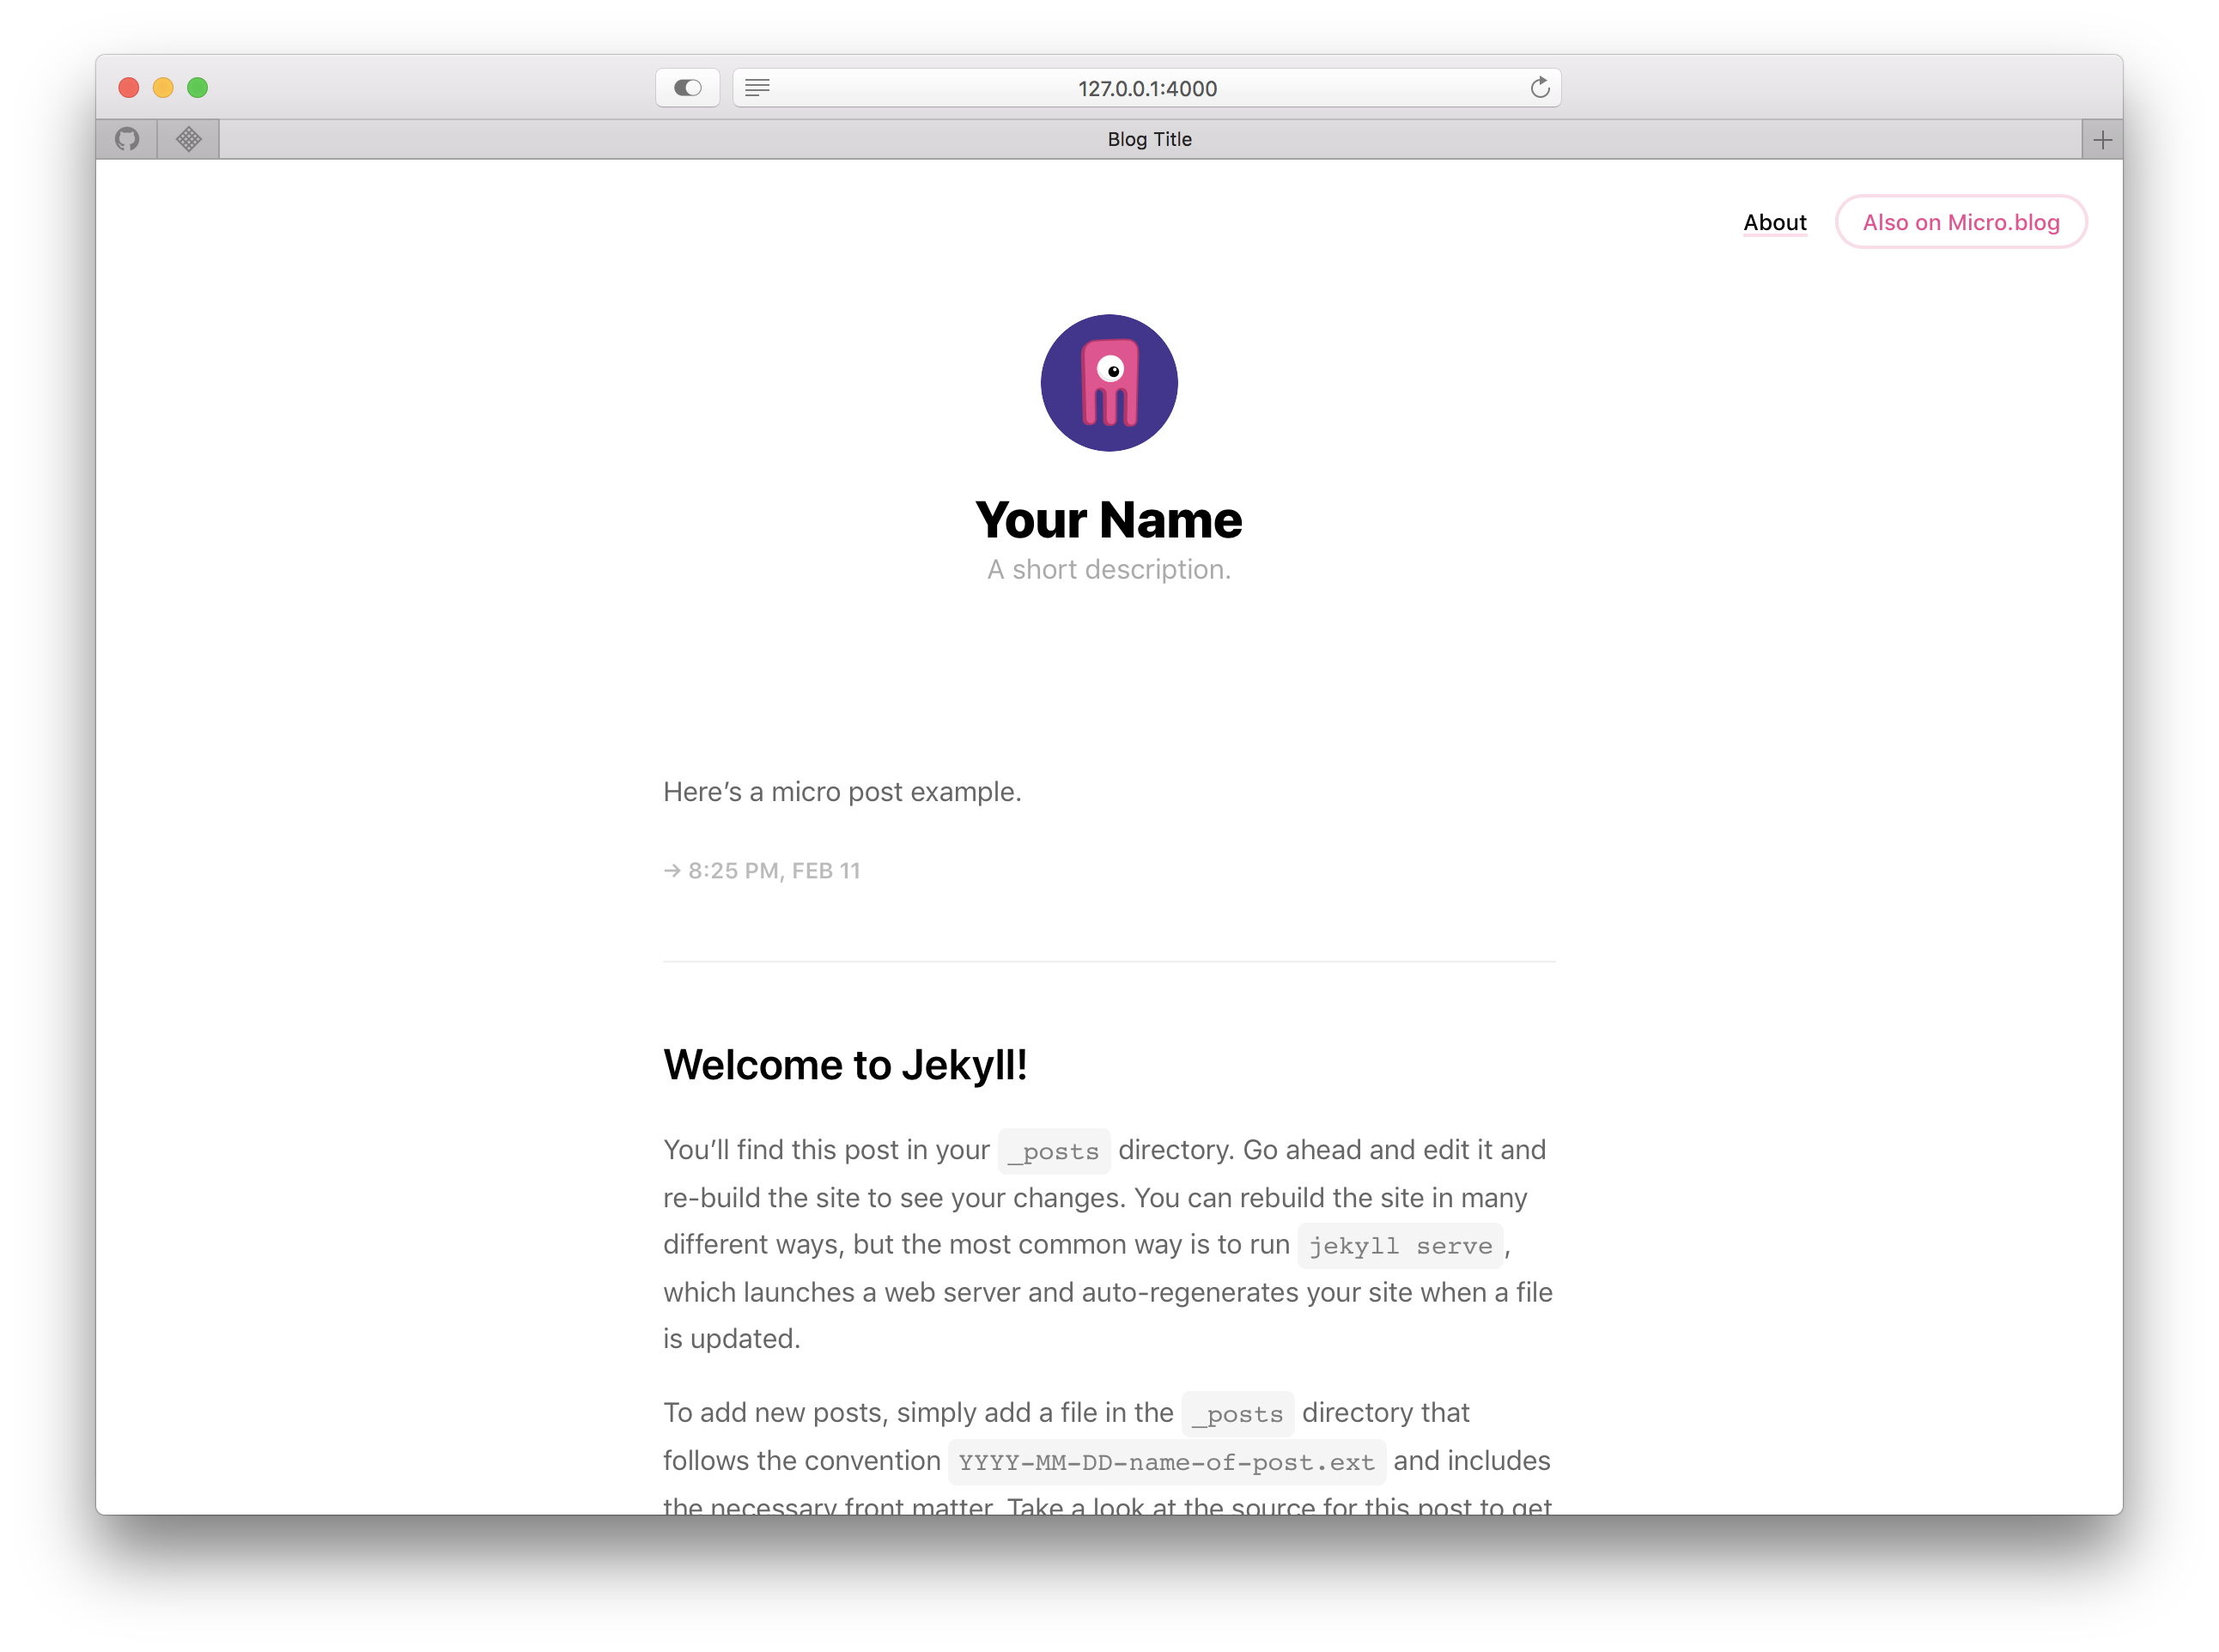 127.0.0.1:4000
Blog Title
About
Also on Micro.blog
Your Name
A short description.
Here’s a micro post example.
→ 8:25 PM, FEB 11
Welcome to Jekyll!
You’ll find this post in your _posts directory. Go ahead and edit it and
re-build the site to see your changes. You can rebuild the site in many
different ways, but the most common way is to run jekyll serve,
which launches a web server and auto-regenerates your site when a file
is updated.
To add new posts, simply add a file in the _posts directory that
follows the convention YYYY-MM-DD-name-of-post.ext and includes
the necessary front matter. Take a look at the source for this post to get